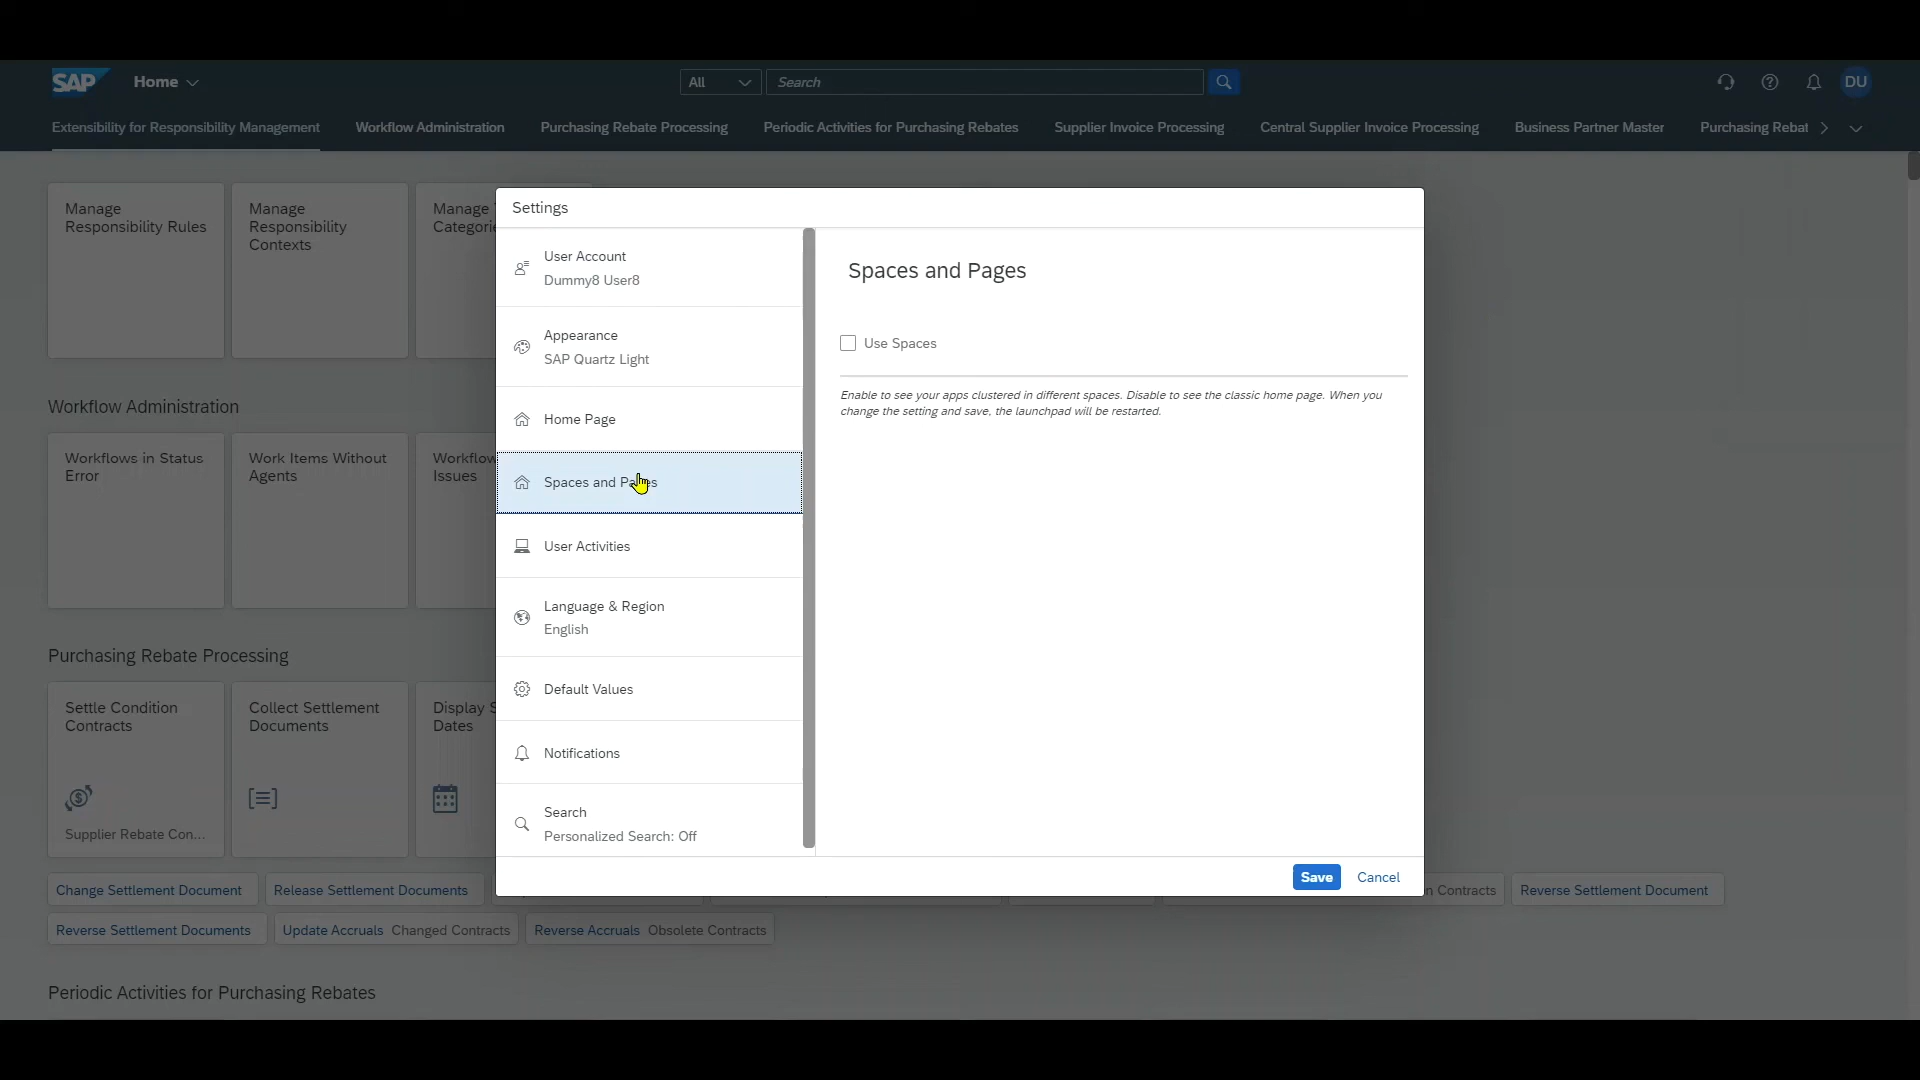 SAP
Home
All
Search
DU
Extensibility for Responsibility Management
Workflow Administration
Purchasing Rebate Processing
Periodic Activities for Purchasing Rebates
Supplier Invoice Processing
Central Supplier Invoice Processing
Business Partner Master
Purchasing Rebat
Manage
Responsibility Rules
Manage
Responsibility
Contexts
Manage
Categorie
Workflow Administration
Workflows in Status
Error
Work Items Without
Agents
Workflow
Issues
Purchasing Rebate Processing
Settle Condition
Contracts
Supplier Rebate Con...
Collect Settlement
Documents
Display S
Dates
Change Settlement Document
Release Settlement Documents
n Contracts
Reverse Settlement Document
Reverse Settlement Documents
Update Accruals Changed Contracts
Reverse Accruals Obsolete Contracts
Periodic Activities for Purchasing Rebates
Settings
User Account
Dummy8 User8
Appearance
SAP Quartz Light
Home Page
Spaces and Pages
User Activities
Language & Region
English
Default Values
Notifications
Search
Personalized Search: Off
Spaces and Pages
Use Spaces
Enable to see your apps clustered in different spaces. Disable to see the classic home page. When you
change the setting and save, the launchpad will be restarted.
Save
Cancel